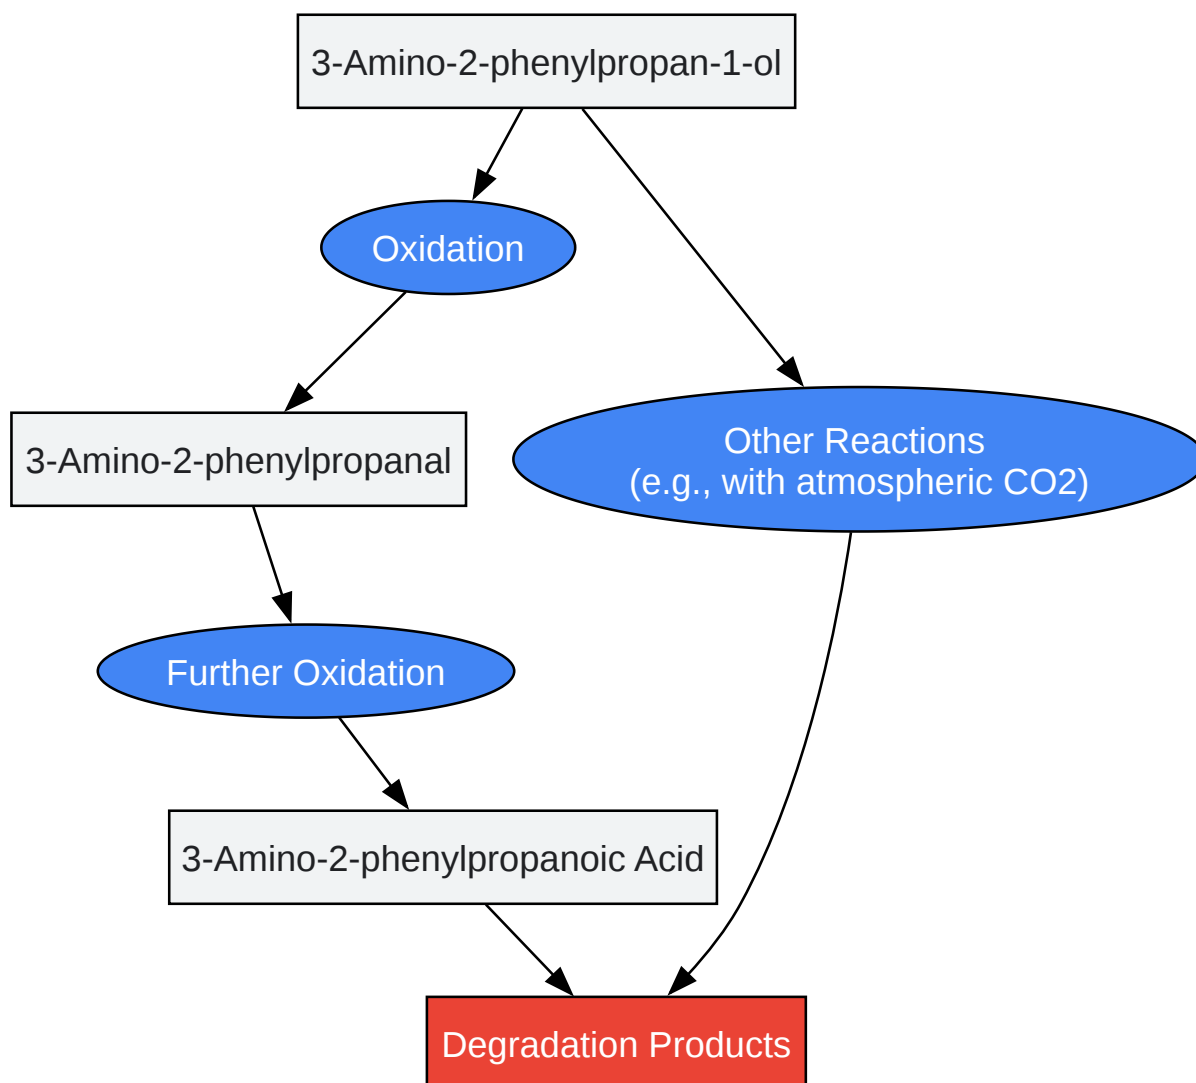 3-Amino-2-phenylpropan-1-ol
Oxidation
3-Amino-2-phenylpropanal
Other Reactions
(e.g., with atmospheric CO2)
Further Oxidation
3-Amino-2-phenylpropanoic Acid
Degradation Products